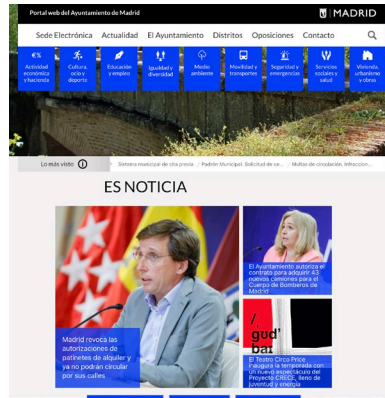 Portal web del Ayuntamiento de Madrid
MADRID
Sede Electrónica Actualidad El Ayuntamiento Distritos Oposiciones Contacto
€%
Actividad
económica
y hacienda
Cultura,
ocio y
deporte
Educación
y empleo
Igualdad y
diversidad
Medio
ambiente
Movilidad y
transportes
Seguridad y
emergencias
Servicios
sociales y
salud
Vivienda,
urbanismo
y obras
Lo más visto
Sistema municipal de cita previa / Padrón Municipal. Solicitud de ce... / Multas de circulación. Infraccion...
ES NOTICIA
Madrid revoca las
autorizaciones de
patinetes de alquiler y
ya no podrán circular
por sus calles
El Ayuntamiento autoriza el
contrato para adquirir 43
nuevos camiones para el
Cuerpo de Bomberos de
Madrid
/,
gud'
baɪ
El Teatro Circo Price
inaugura la temporada con
un nuevo espectáculo del
Proyecto CRECE, lleno de
juventud y energía